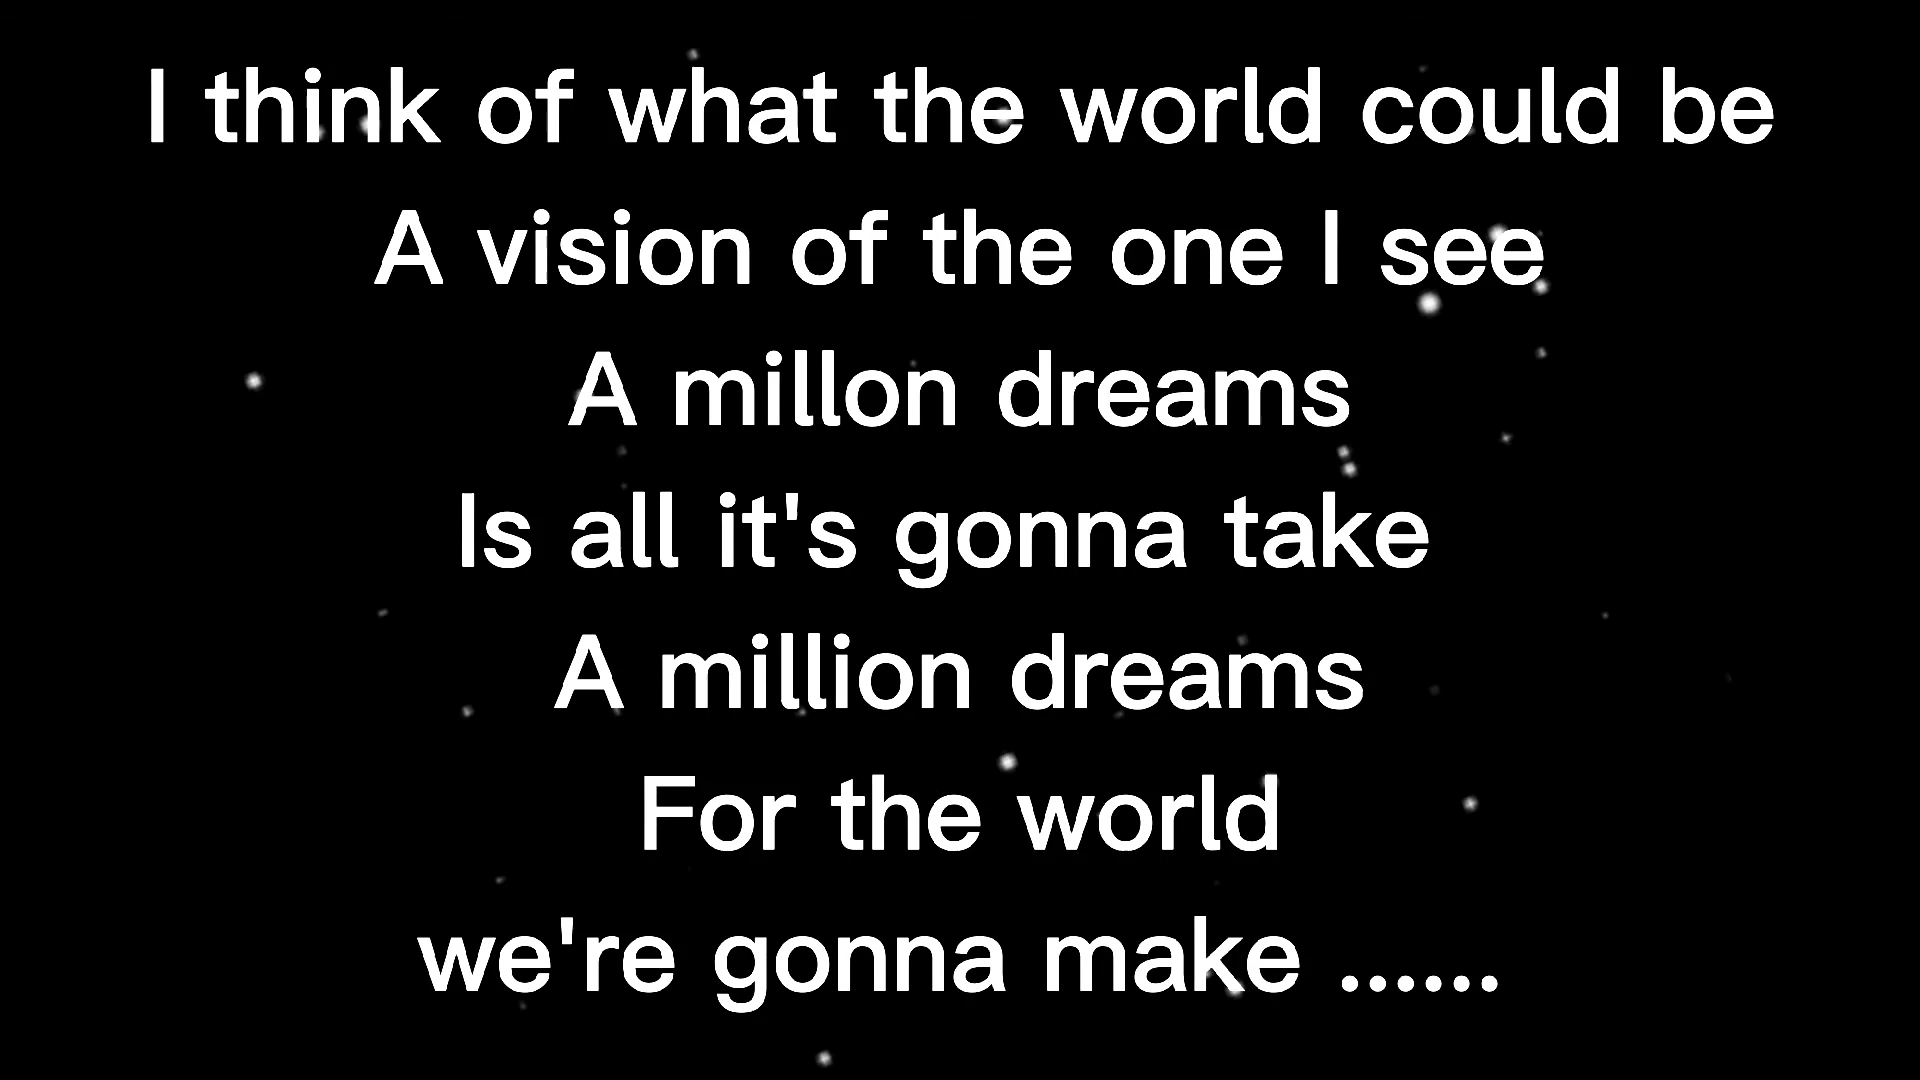 I think of what the world could be
A vision of the one I see
A millon dreams
Is all it's gonna take
A million dreams
For the world
we're gonna make ......